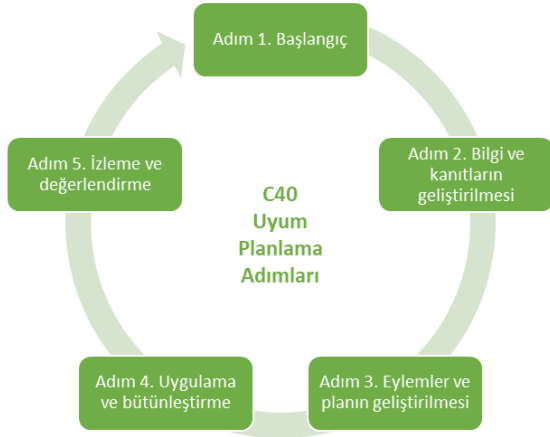 Adım 1. Başlangıç
Adım 2. Bilgi ve
kanıtların
geliştirilmesi
Adım 3. Eylemler ve
planın geliştirilmesi
Adım 4. Uygulama
ve bütünleştirme
Adım 5. İzleme ve
değerlendirme
C40
Uyum
Planlama
Adımları